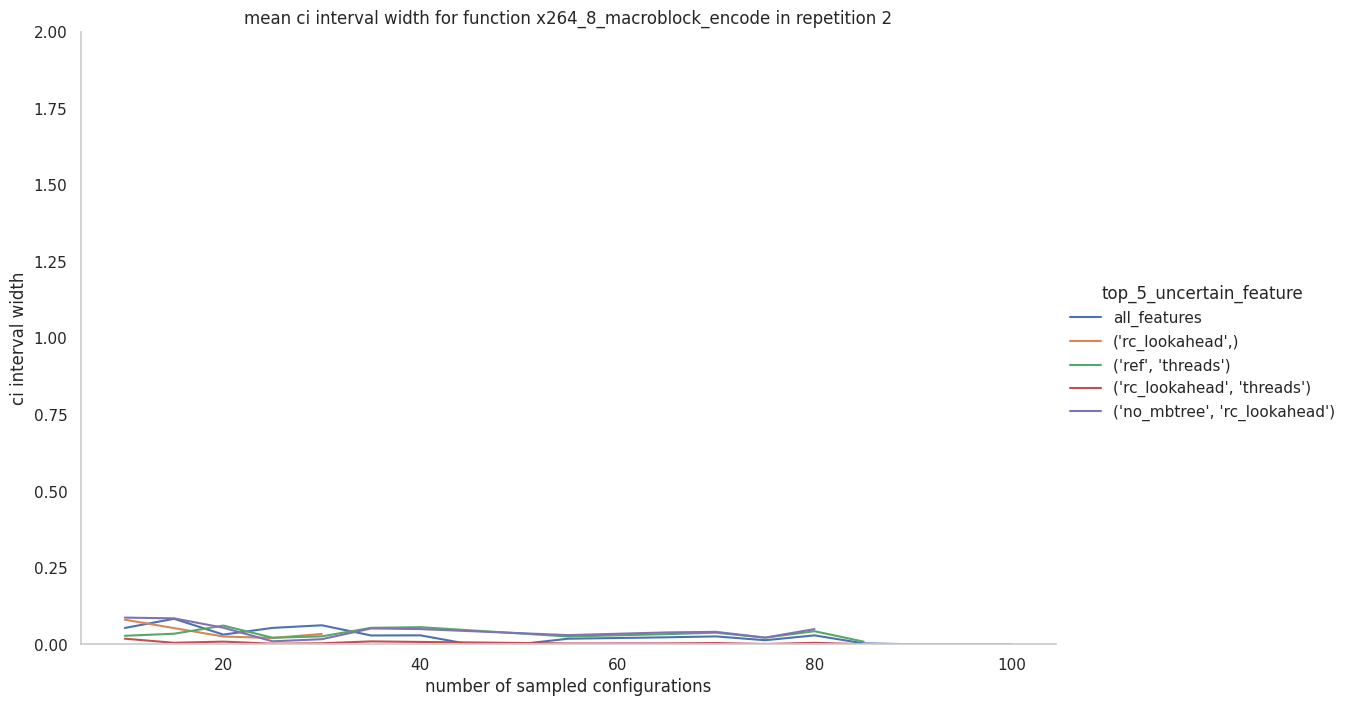 mean ci interval width for function x264_8_macroblock_encode in repetition 2
2.00
1.75
1.50
1.25
1.00
0.75
0.50
0.25
0.00
ci interval width
20
40
60
80
100
number of sampled configurations
top_5_uncertain_feature
all_features
('rc_lookahead',)
('ref', 'threads')
('rc_lookahead', 'threads')
('no_mbtree', 'rc_lookahead')